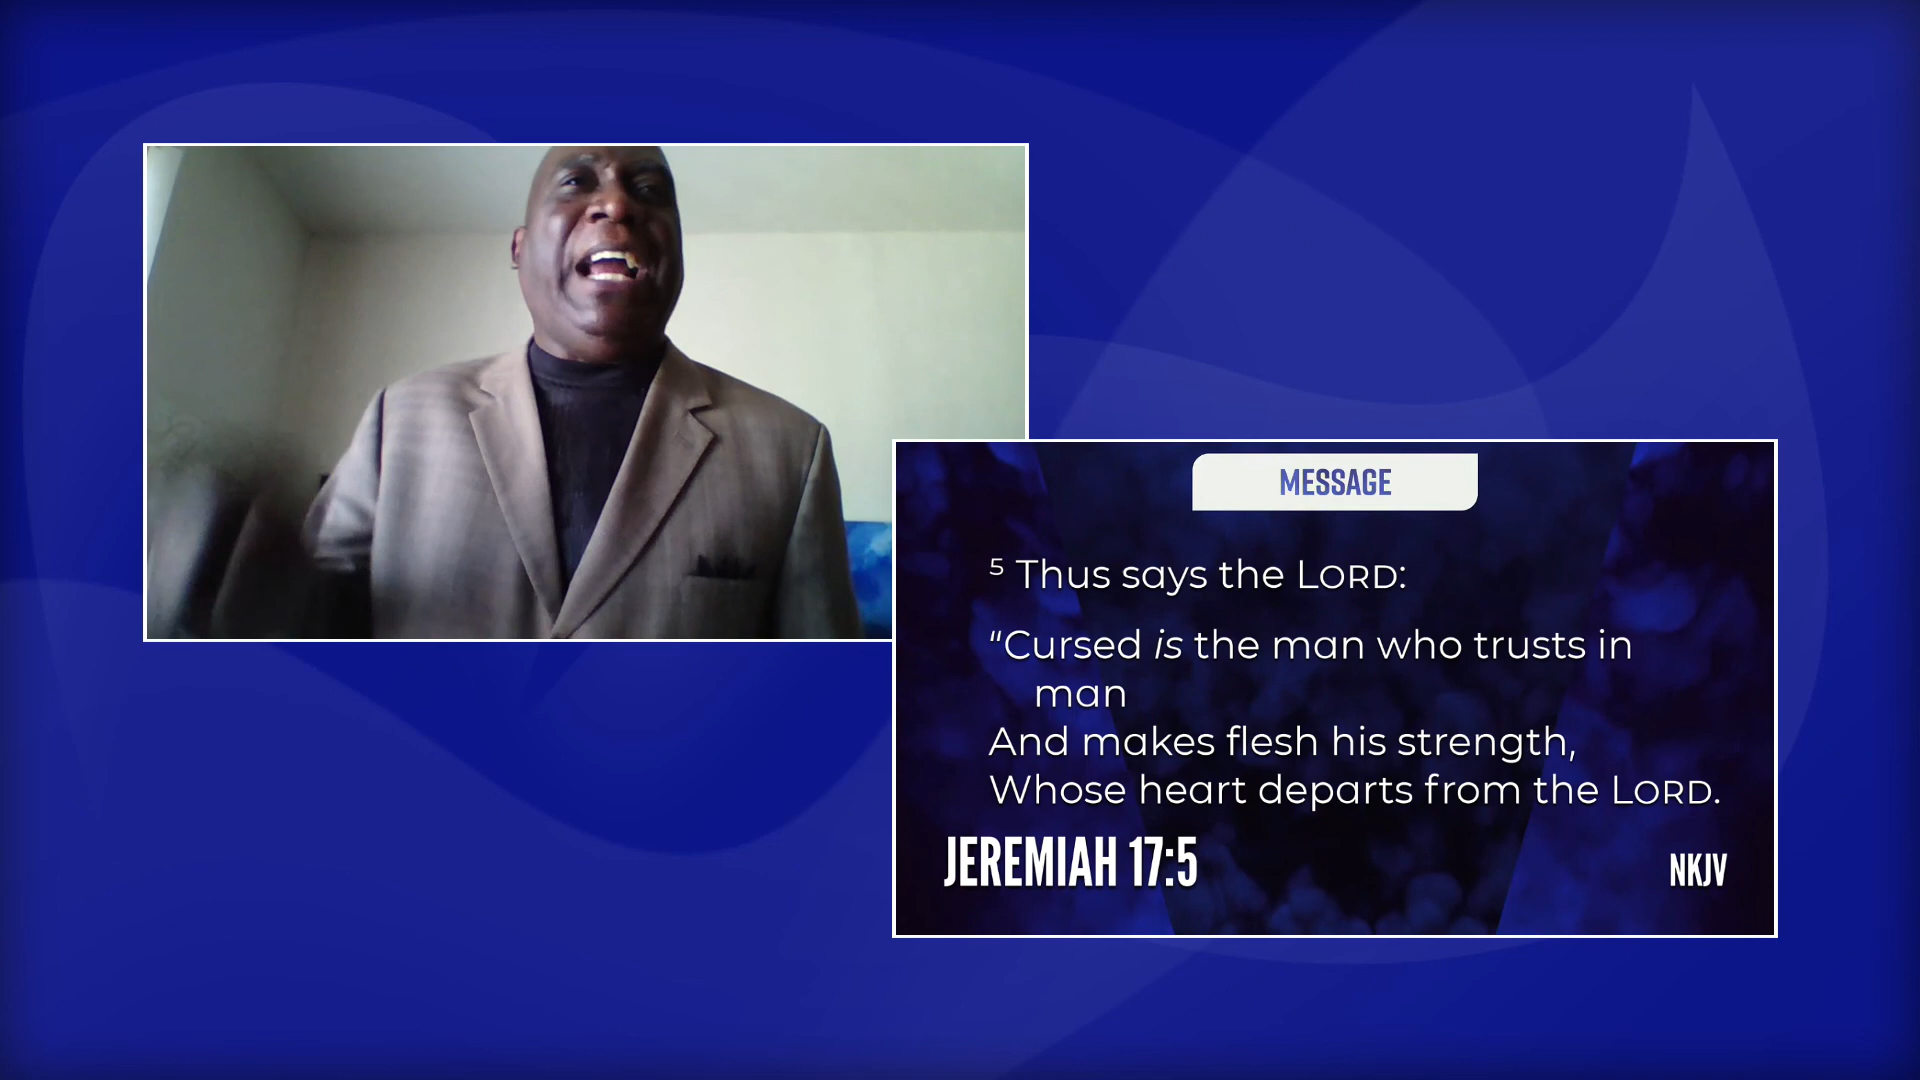 MESSAGE
⁵ Thus says the LORD:
“Cursed is the man who trusts in
man
And makes flesh his strength,
Whose heart departs from the LORD.
JEREMIAH 17:5
NKJV